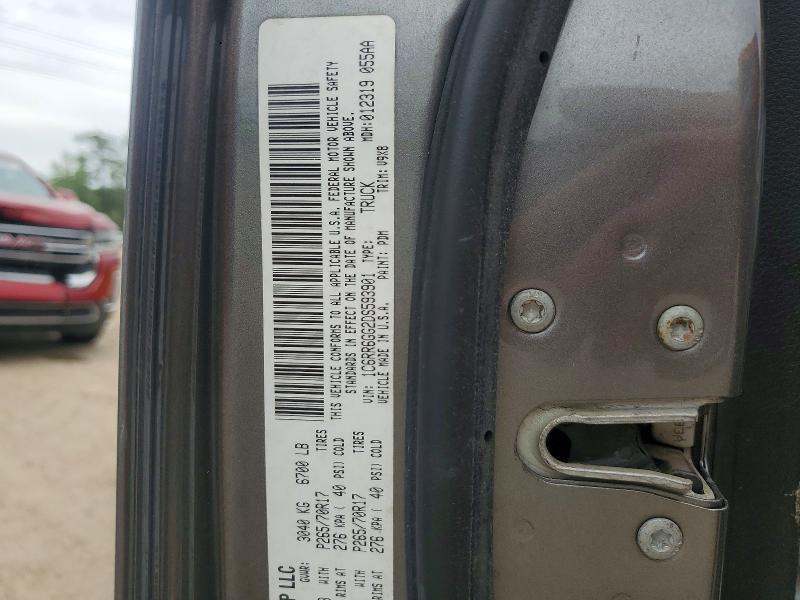 P LLC
GVWR: 3040 KG 6700 LB
WITH P265/70R17 TIRES
RIMS AT 276 KPA ( 40 PSI) COLD
WITH P265/70R17 TIRES
RIMS AT 276 KPA ( 40 PSI) COLD
THIS VEHICLE CONFORMS TO ALL APPLICABLE U.S.A. FEDERAL MOTOR VEHICLE SAFETY
STANDARDS IN EFFECT ON THE DATE OF MANUFACTURE SHOWN ABOVE.
VIN: 1C6RR6GG2DS593901 TYPE: TRUCK MDH:012319 055AA
VEHICLE MADE IN U.S.A. PAINT: PDM TRIM: V9X8